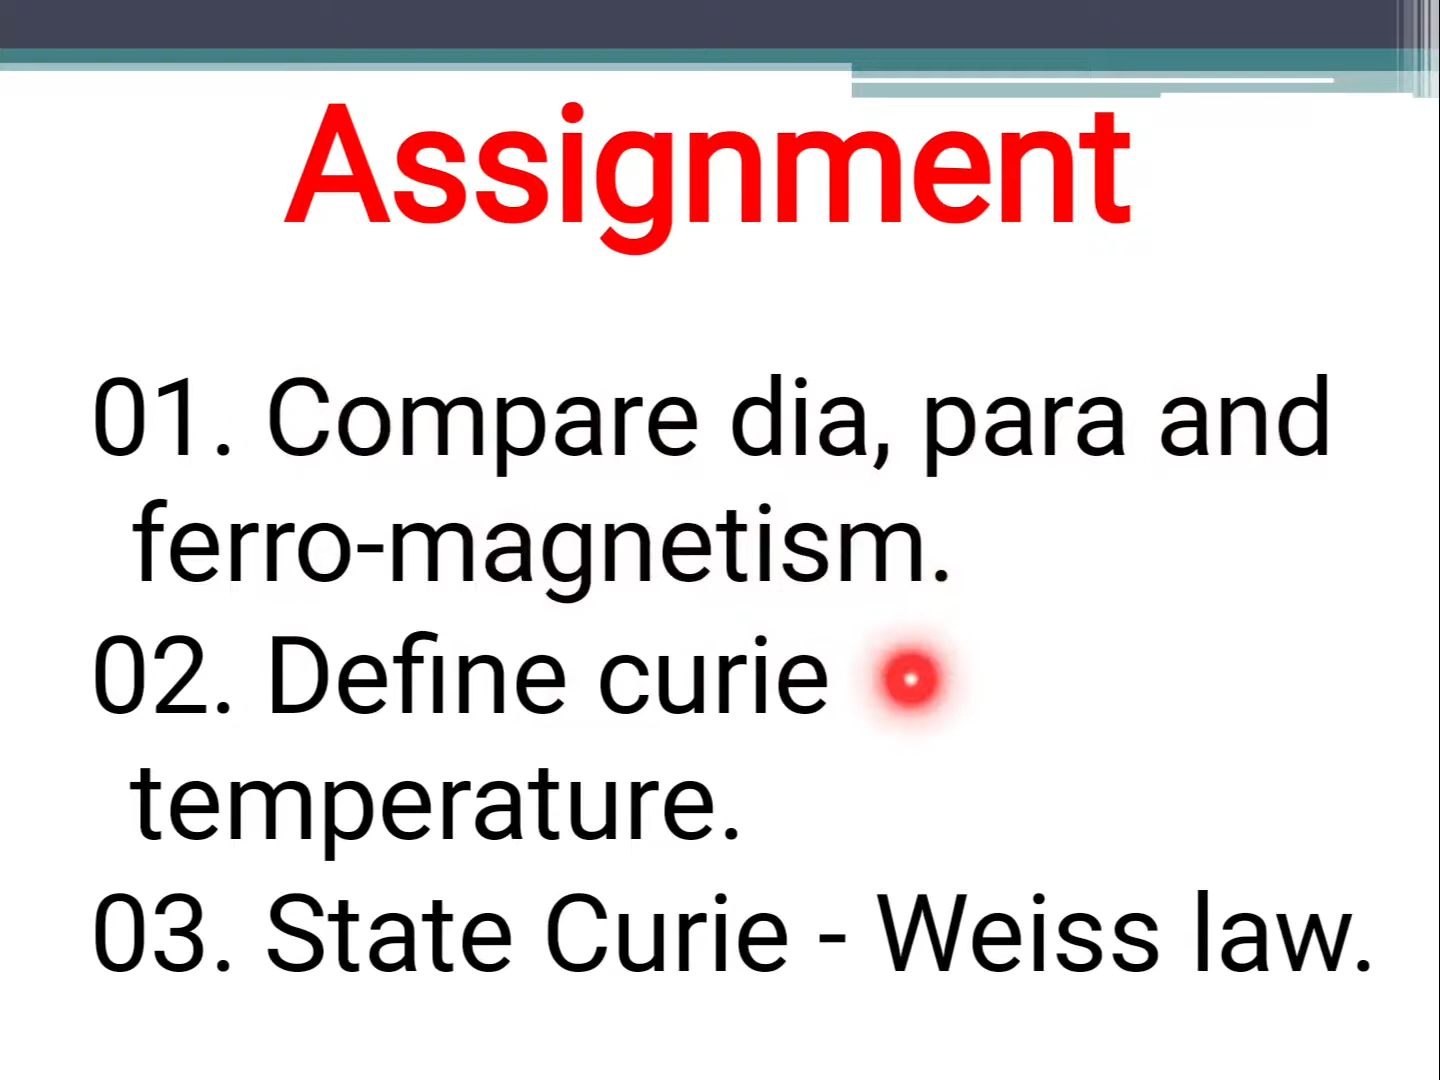 Assignment
01. Compare dia, para and
ferro-magnetism.
02. Define curie
temperature.
03. State Curie - Weiss law.